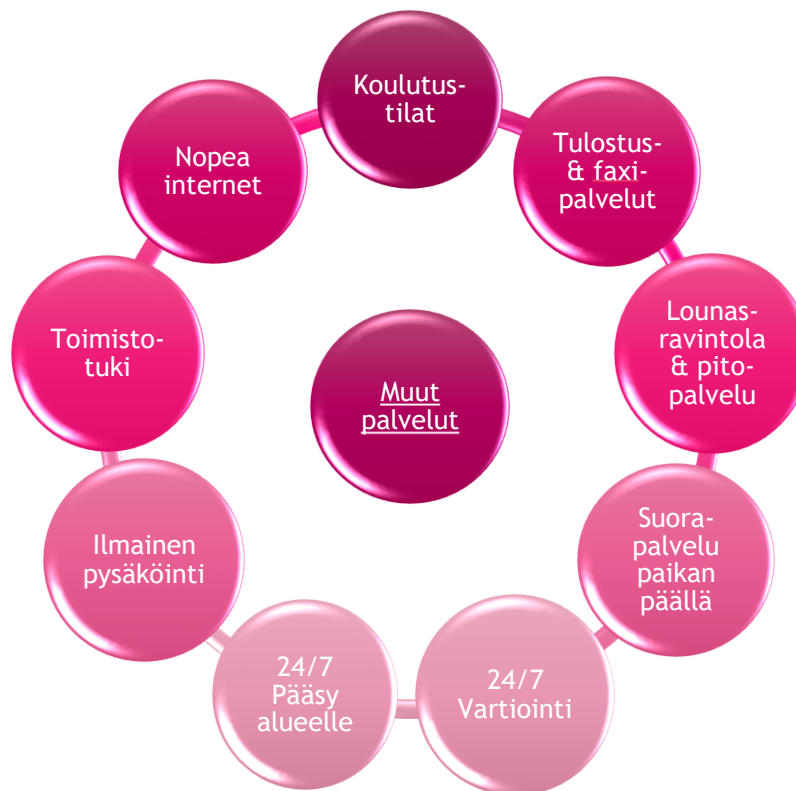 Koulutus-
tilat
Tulostus-
& faxi-
palvelut
Lounas-
ravintola
& pito-
palvelu
Suora-
palvelu
paikan
päällä
24/7
Vartiointi
24/7
Pääsy
alueelle
Ilmainen
pysäköinti
Toimisto-
tuki
Nopea
internet
Muut
palvelut